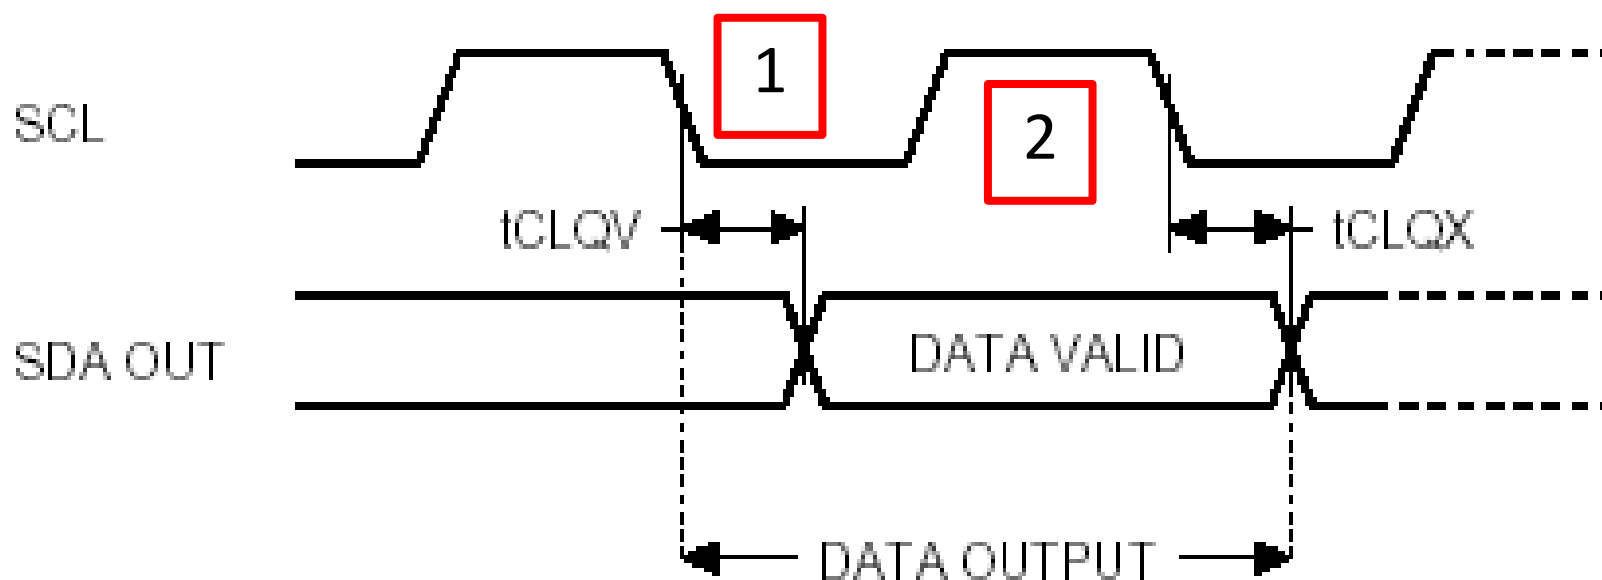 1
2
SCL
tCLQV
tCLQX
SDA OUT
DATA VALID
DATA OUTPUT